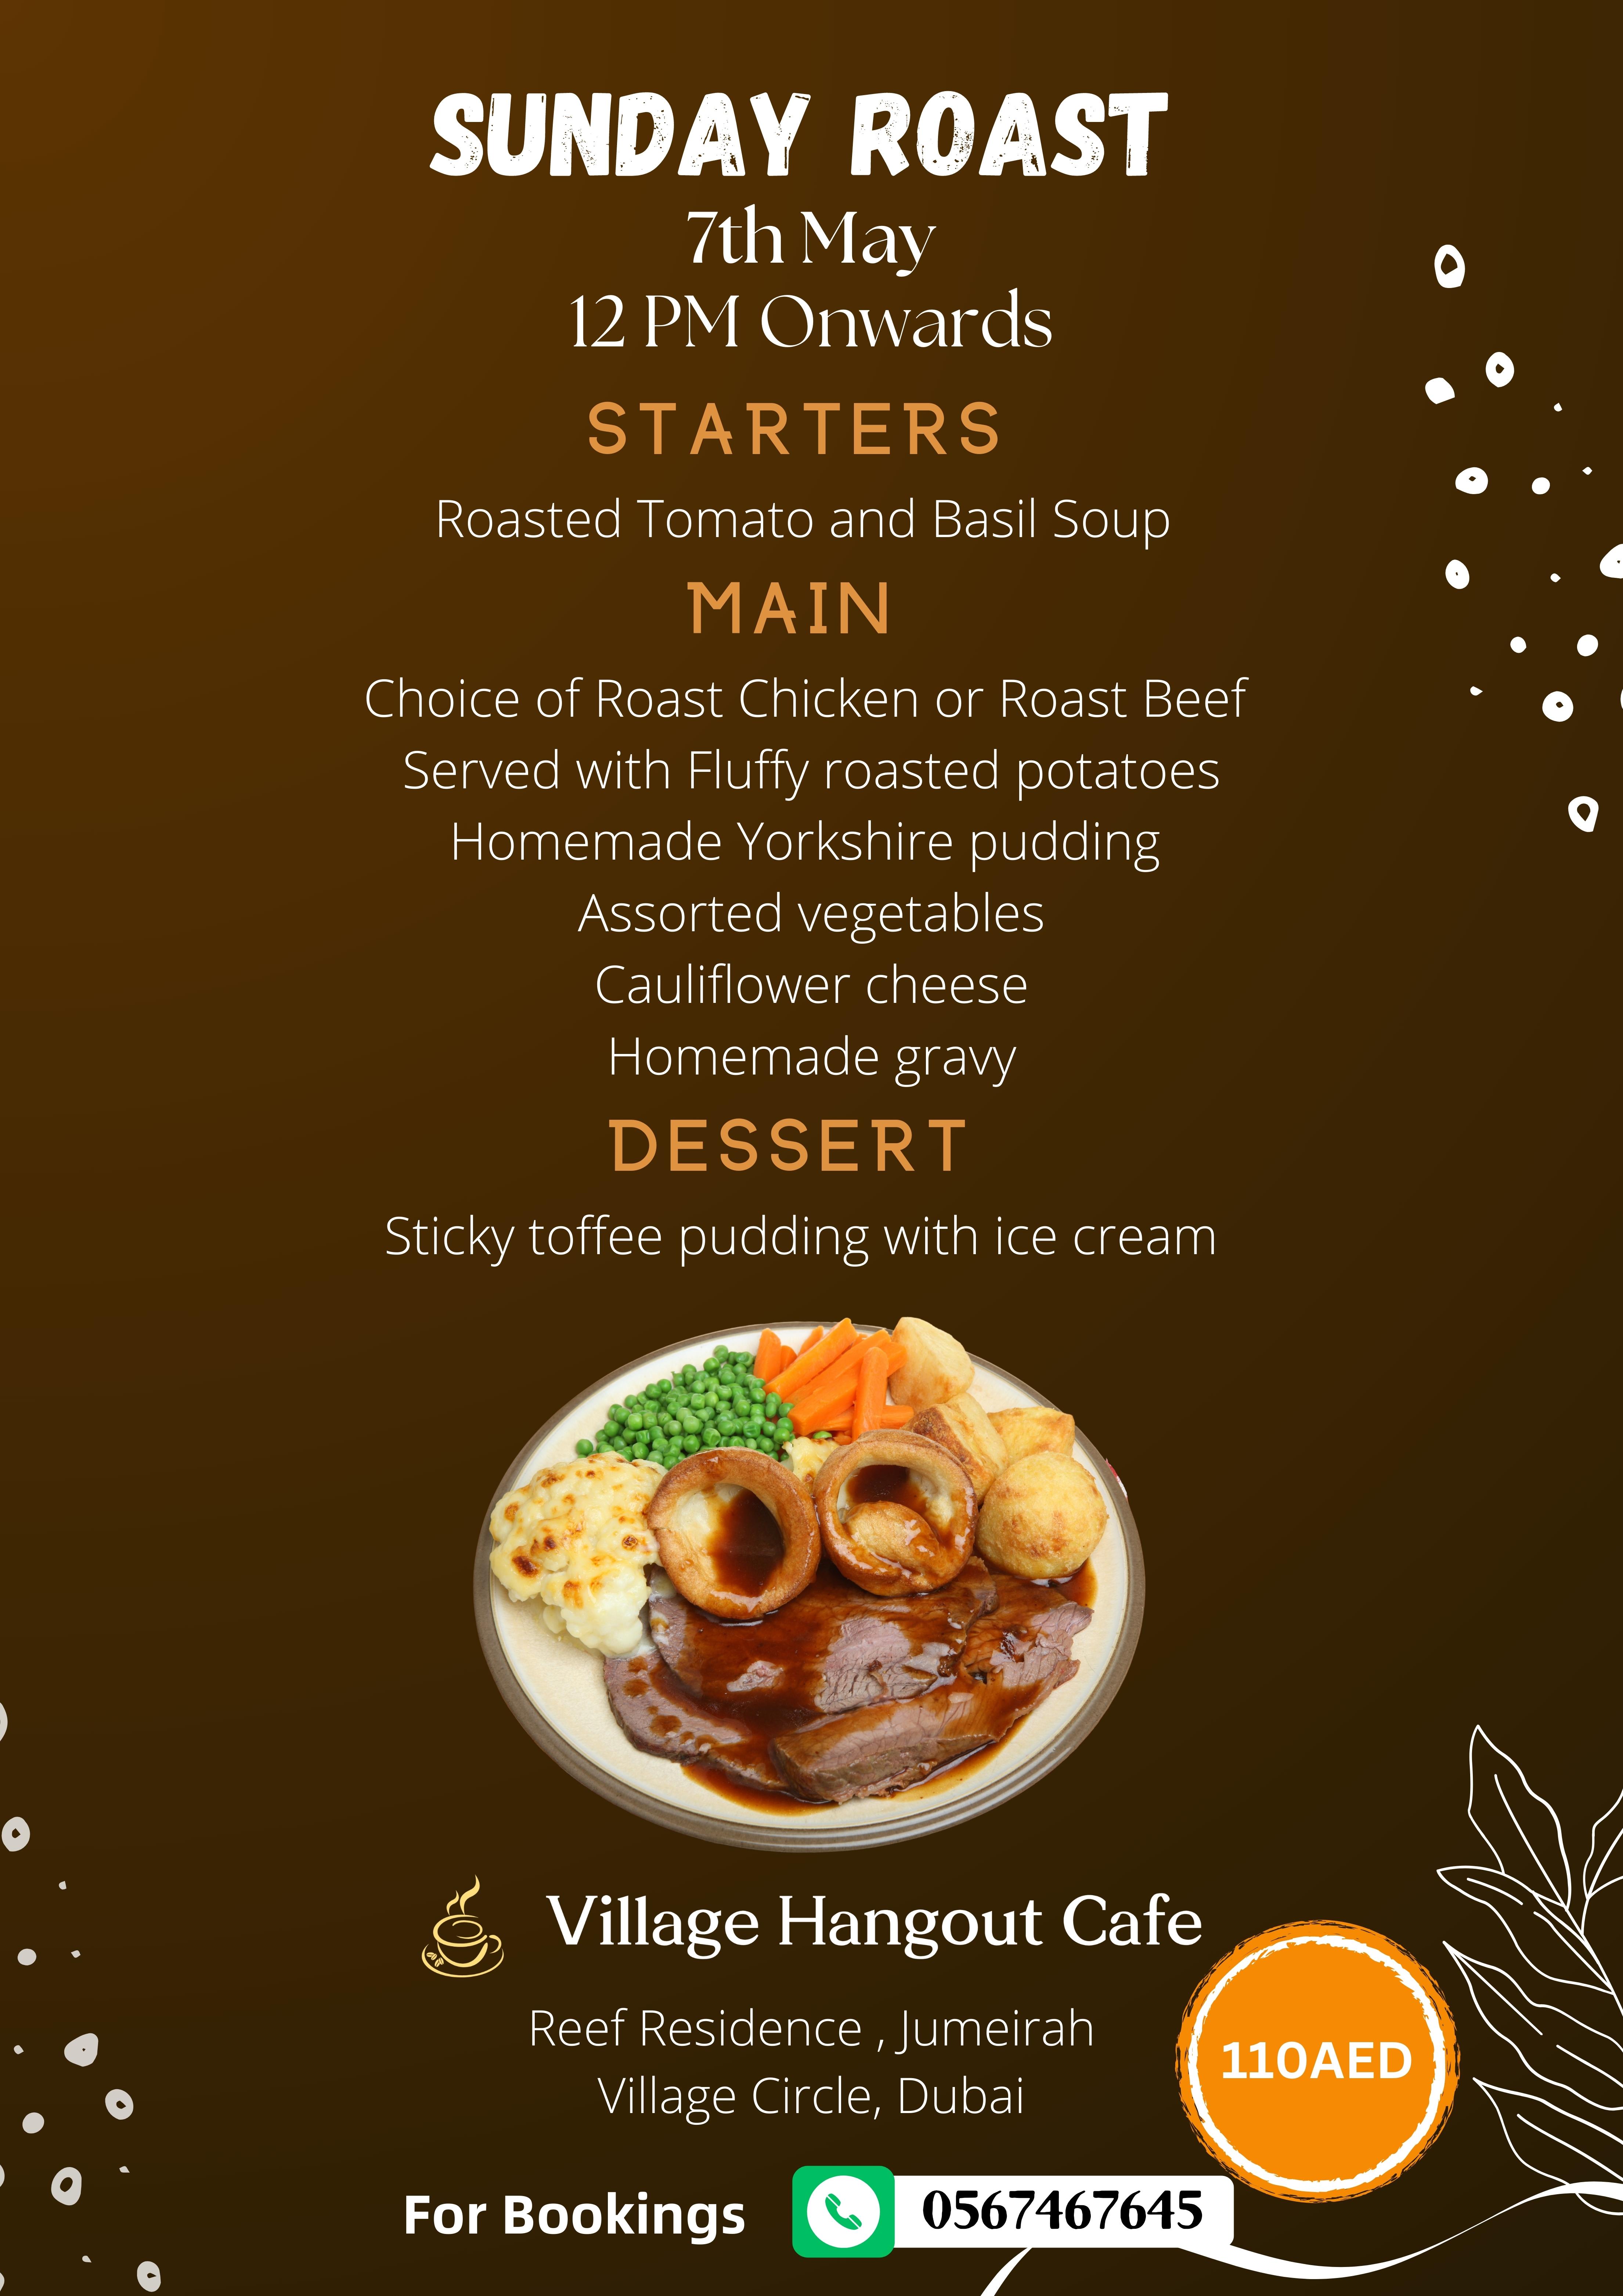 SUNDAY ROAST
7th May
12 PM Onwards
STARTERS
Roasted Tomato and Basil Soup
MAIN
Choice of Roast Chicken or Roast Beef
Served with Fluffy roasted potatoes
Homemade Yorkshire pudding
Assorted vegetables
Cauliflower cheese
Homemade gravy
DESSERT
Sticky toffee pudding with ice cream
Village Hangout Cafe
Reef Residence , Jumeirah
Village Circle, Dubai
110AED
For Bookings
0567467645